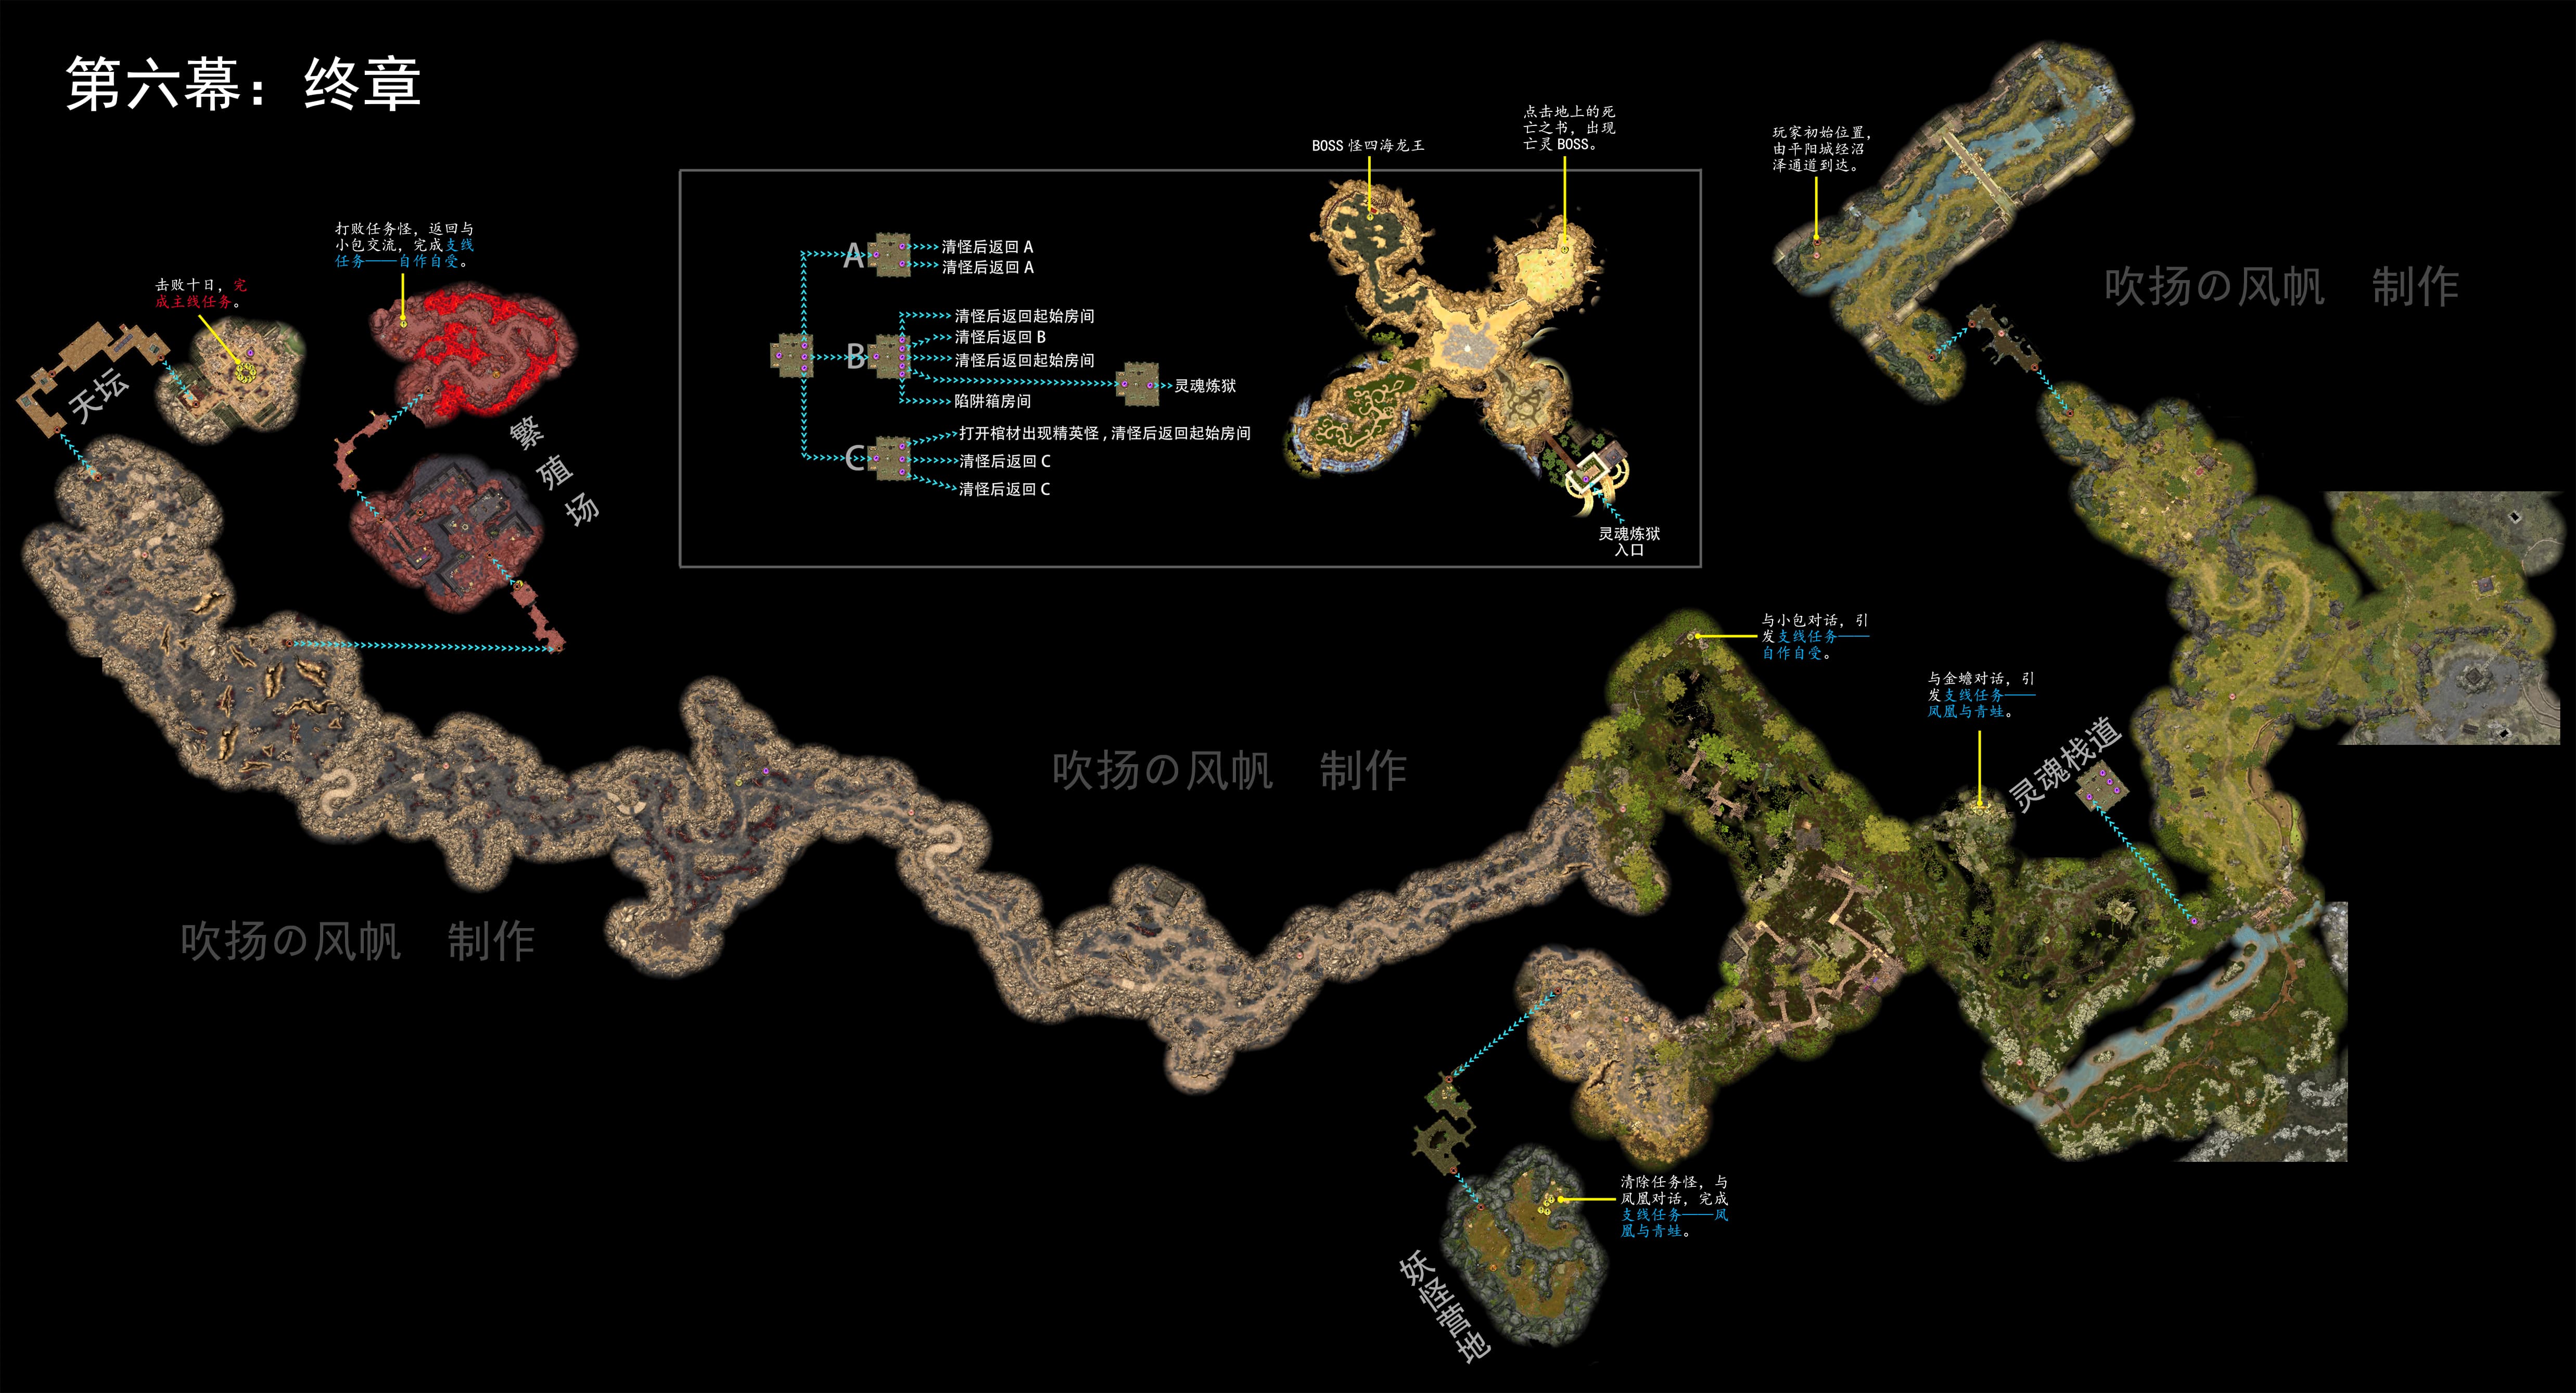 第六幕：终章
击败十日，完
成主线任务。
打败任务怪，返回与
小包交流，完成支线
任务——自作自受。
天坛
繁殖场
BOSS 怪四海龙王
点击地上的死
亡之书，出现
亡灵 BOSS。
A
清怪后返回 A
清怪后返回 A
B
清怪后返回起始房间
清怪后返回 B
清怪后返回起始房间
灵魂炼狱
陷阱箱房间
C
打开棺材出现精英怪，清怪后返回起始房间
清怪后返回 C
清怪后返回 C
灵魂炼狱
入口
玩家初始位置，
由平阳城经沼
泽通道到达。
吹扬の风帆 制作
与小包对话，引
发支线任务——
自作自受。
与金蟾对话，引
发支线任务——
凤凰与青蛙。
灵魂栈道
吹扬の风帆 制作
吹扬の风帆 制作
清除任务怪，与
凤凰对话，完成
支线任务——凤
凰与青蛙。
妖怪营地